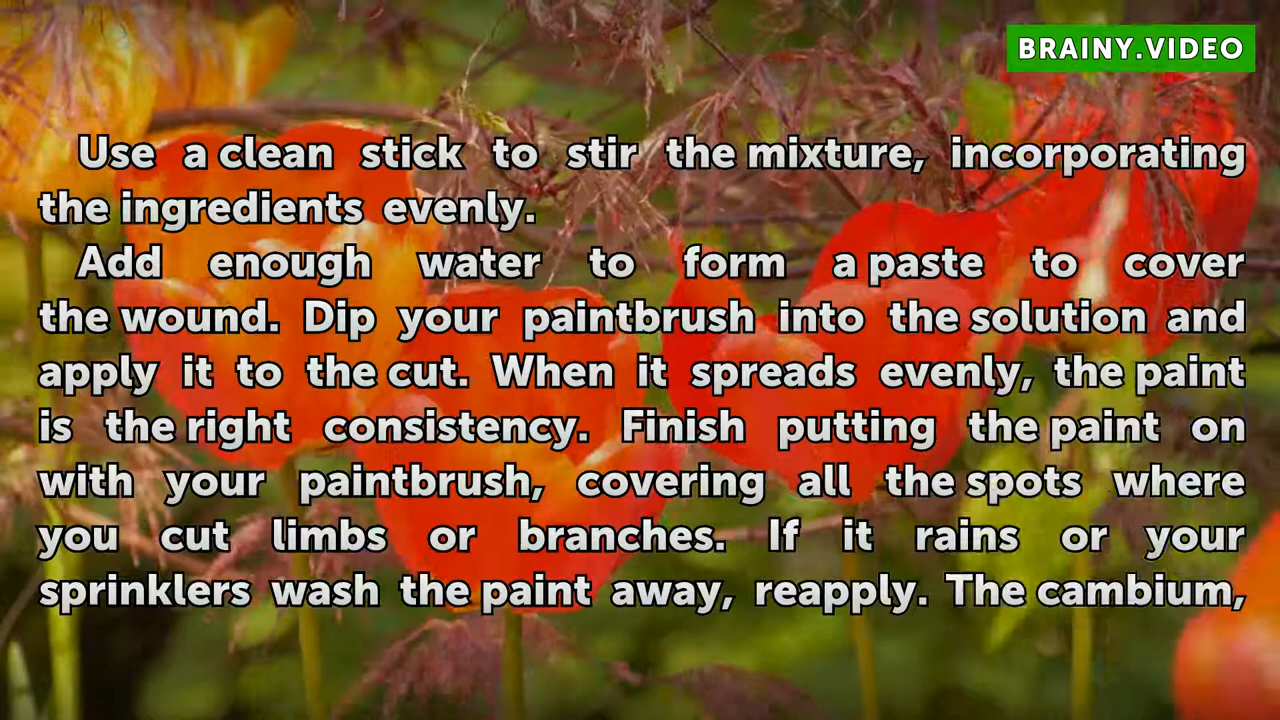 BRAINY.VIDEO
Use a clean stick to stir the mixture, incorporating
the ingredients evenly.
Add enough water to form a paste to cover
the wound. Dip your paintbrush into the solution and
apply it to the cut. When it spreads evenly, the paint
is the right consistency. Finish putting the paint on
with your paintbrush, covering all the spots where
you cut limbs or branches. If it rains or your
sprinklers wash the paint away, reapply. The cambium,